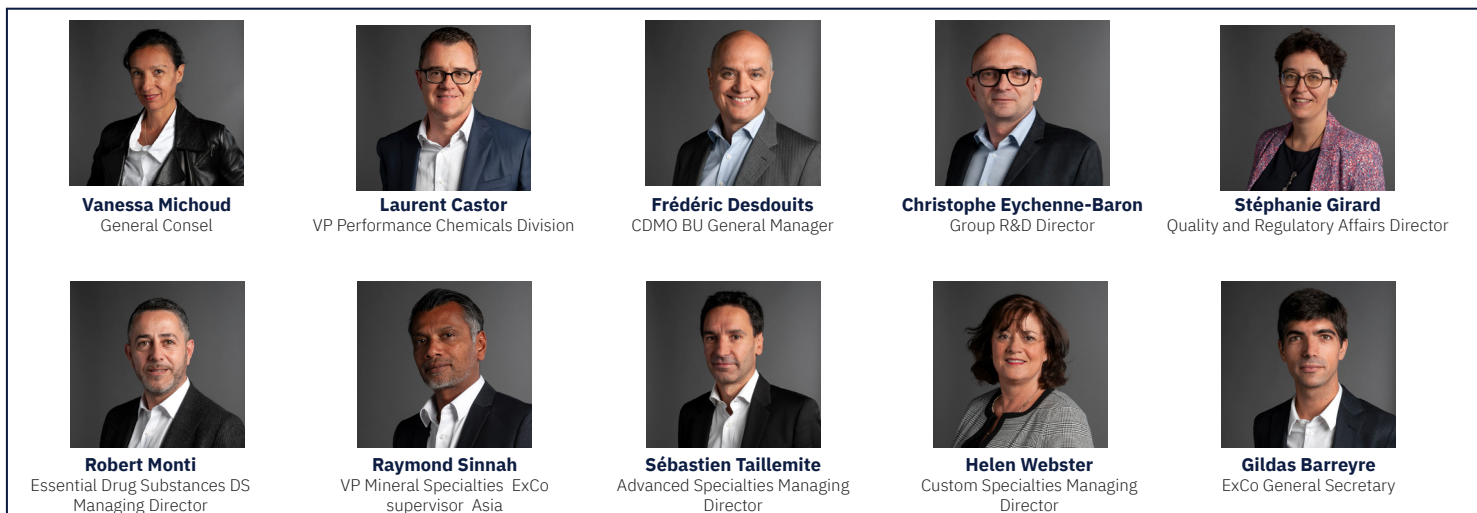 Vanessa Michoud
General Consel
Laurent Castor
VP Performance Chemicals Division
Frédéric Desdouits
CDMO BU General Manager
Christophe Eychenne-Baron
Group R&D Director
Stéphanie Girard
Quality and Regulatory Affairs Director
Robert Monti
Essential Drug Substances DS
Managing Director
Raymond Sinnah
VP Mineral Specialties ExCo
supervisor Asia
Sébastien Taillemite
Advanced Specialties Managing
Director
Helen Webster
Custom Specialties Managing
Director
Gildas Barreyre
ExCo General Secretary